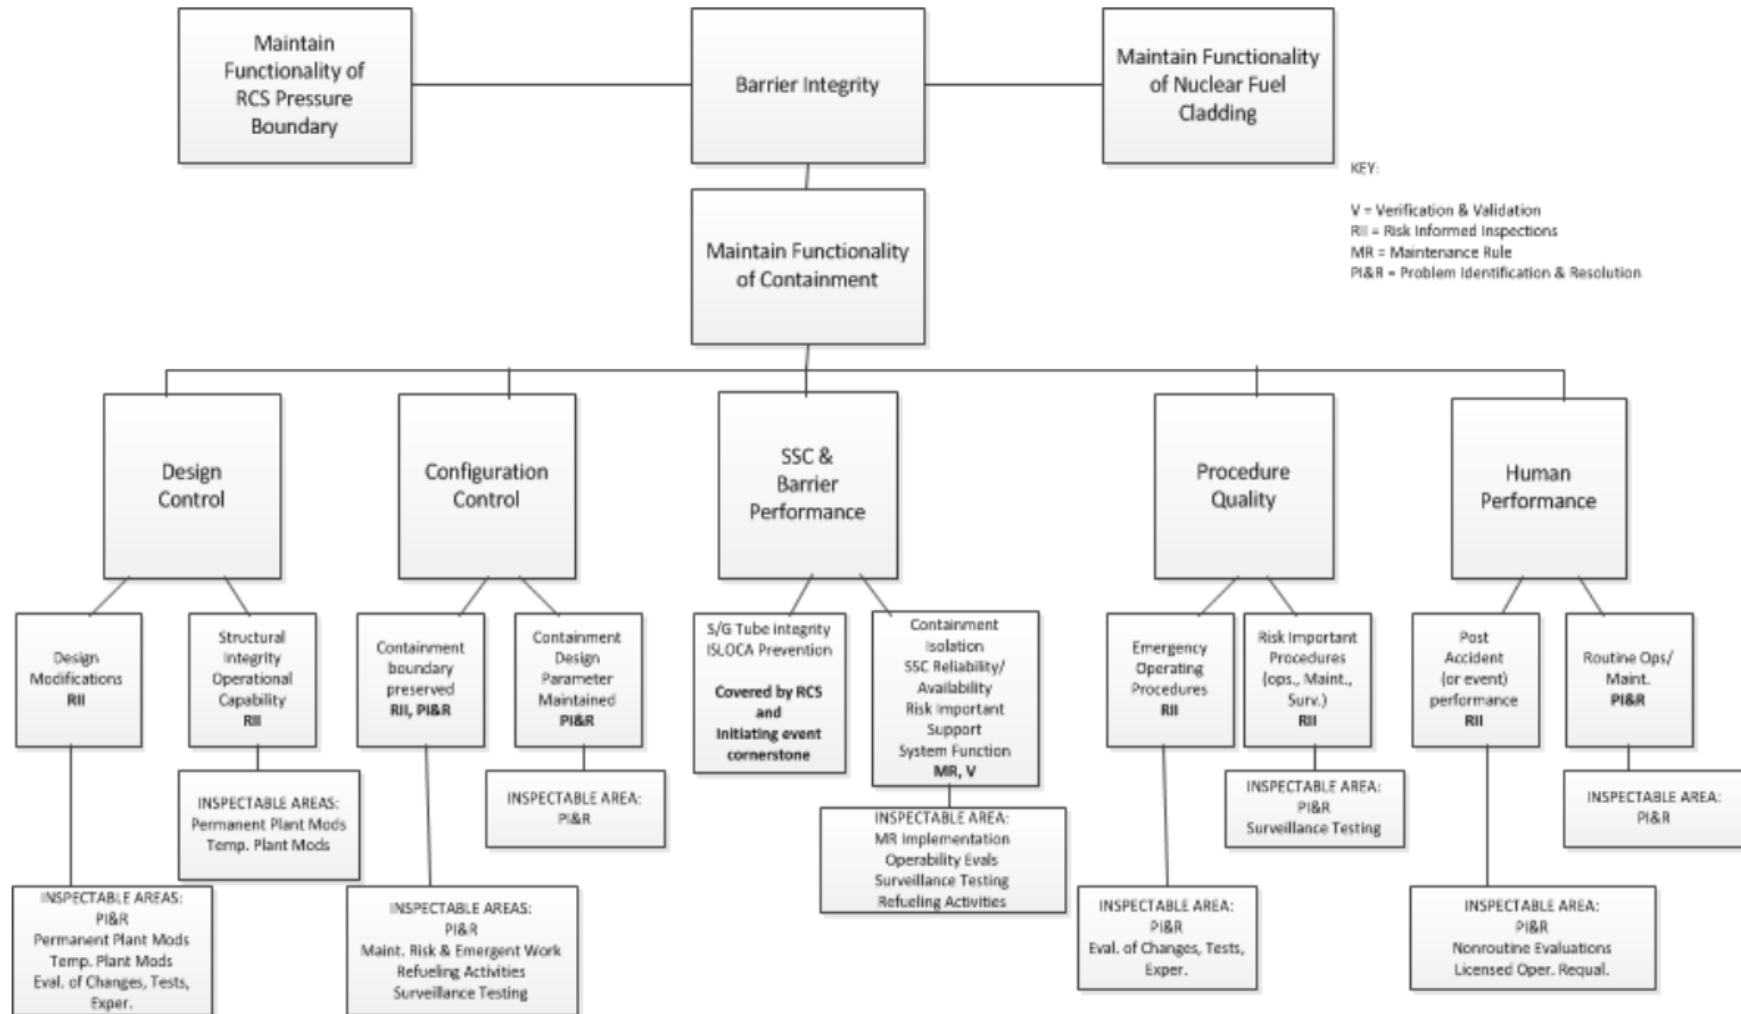 Maintain
Functionality of
RCS Pressure
Boundary
Barrier Integrity
Maintain Functionality
of Nuclear Fuel
Cladding
KEY:
V = Verification & Validation
RII = Risk Informed Inspections
MR = Maintenance Rule
PI&R = Problem Identification & Resolution
Maintain Functionality
of Containment
Design
Control
Configuration
Control
SSC &
Barrier
Performance
Procedure
Quality
Human
Performance
Design
Modifications
RII
Structural
Integrity
Operational
Capability
RII
Containment
boundary
preserved
RII, PI&R
Containment
Design
Parameter
Maintained
PI&R
S/G Tube integrity
ISLOCA Prevention
Covered by RCS
and
Initiating event
cornerstone
Containment
Isolation
SSC Reliability/
Availability
Risk Important
Support
System Function
MR, V
Emergency
Operating
Procedures
RII
Risk Important
Procedures
(ops., Maint.,
Surv.)
RII
Post
Accident
(or event)
performance
RII
Routine Ops/
Maint.
PI&R
INSPECTABLE AREAS:
PI&R
Permanent Plant Mods
Temp. Plant Mods
Eval. of Changes, Tests,
Exper.
INSPECTABLE AREAS:
Permanent Plant Mods
Temp. Plant Mods
INSPECTABLE AREAS:
PI&R
Maint. Risk & Emergent Work
Refueling Activities
Surveillance Testing
INSPECTABLE AREA:
PI&R
INSPECTABLE AREA:
MR Implementation
Operability Evals
Surveillance Testing
Refueling Activities
INSPECTABLE AREA:
PI&R
Eval. of Changes, Tests,
Exper.
INSPECTABLE AREA:
PI&R
Surveillance Testing
INSPECTABLE AREA:
PI&R
Nonroutine Evaluations
Licensed Oper. Requal.
INSPECTABLE AREA:
PI&R